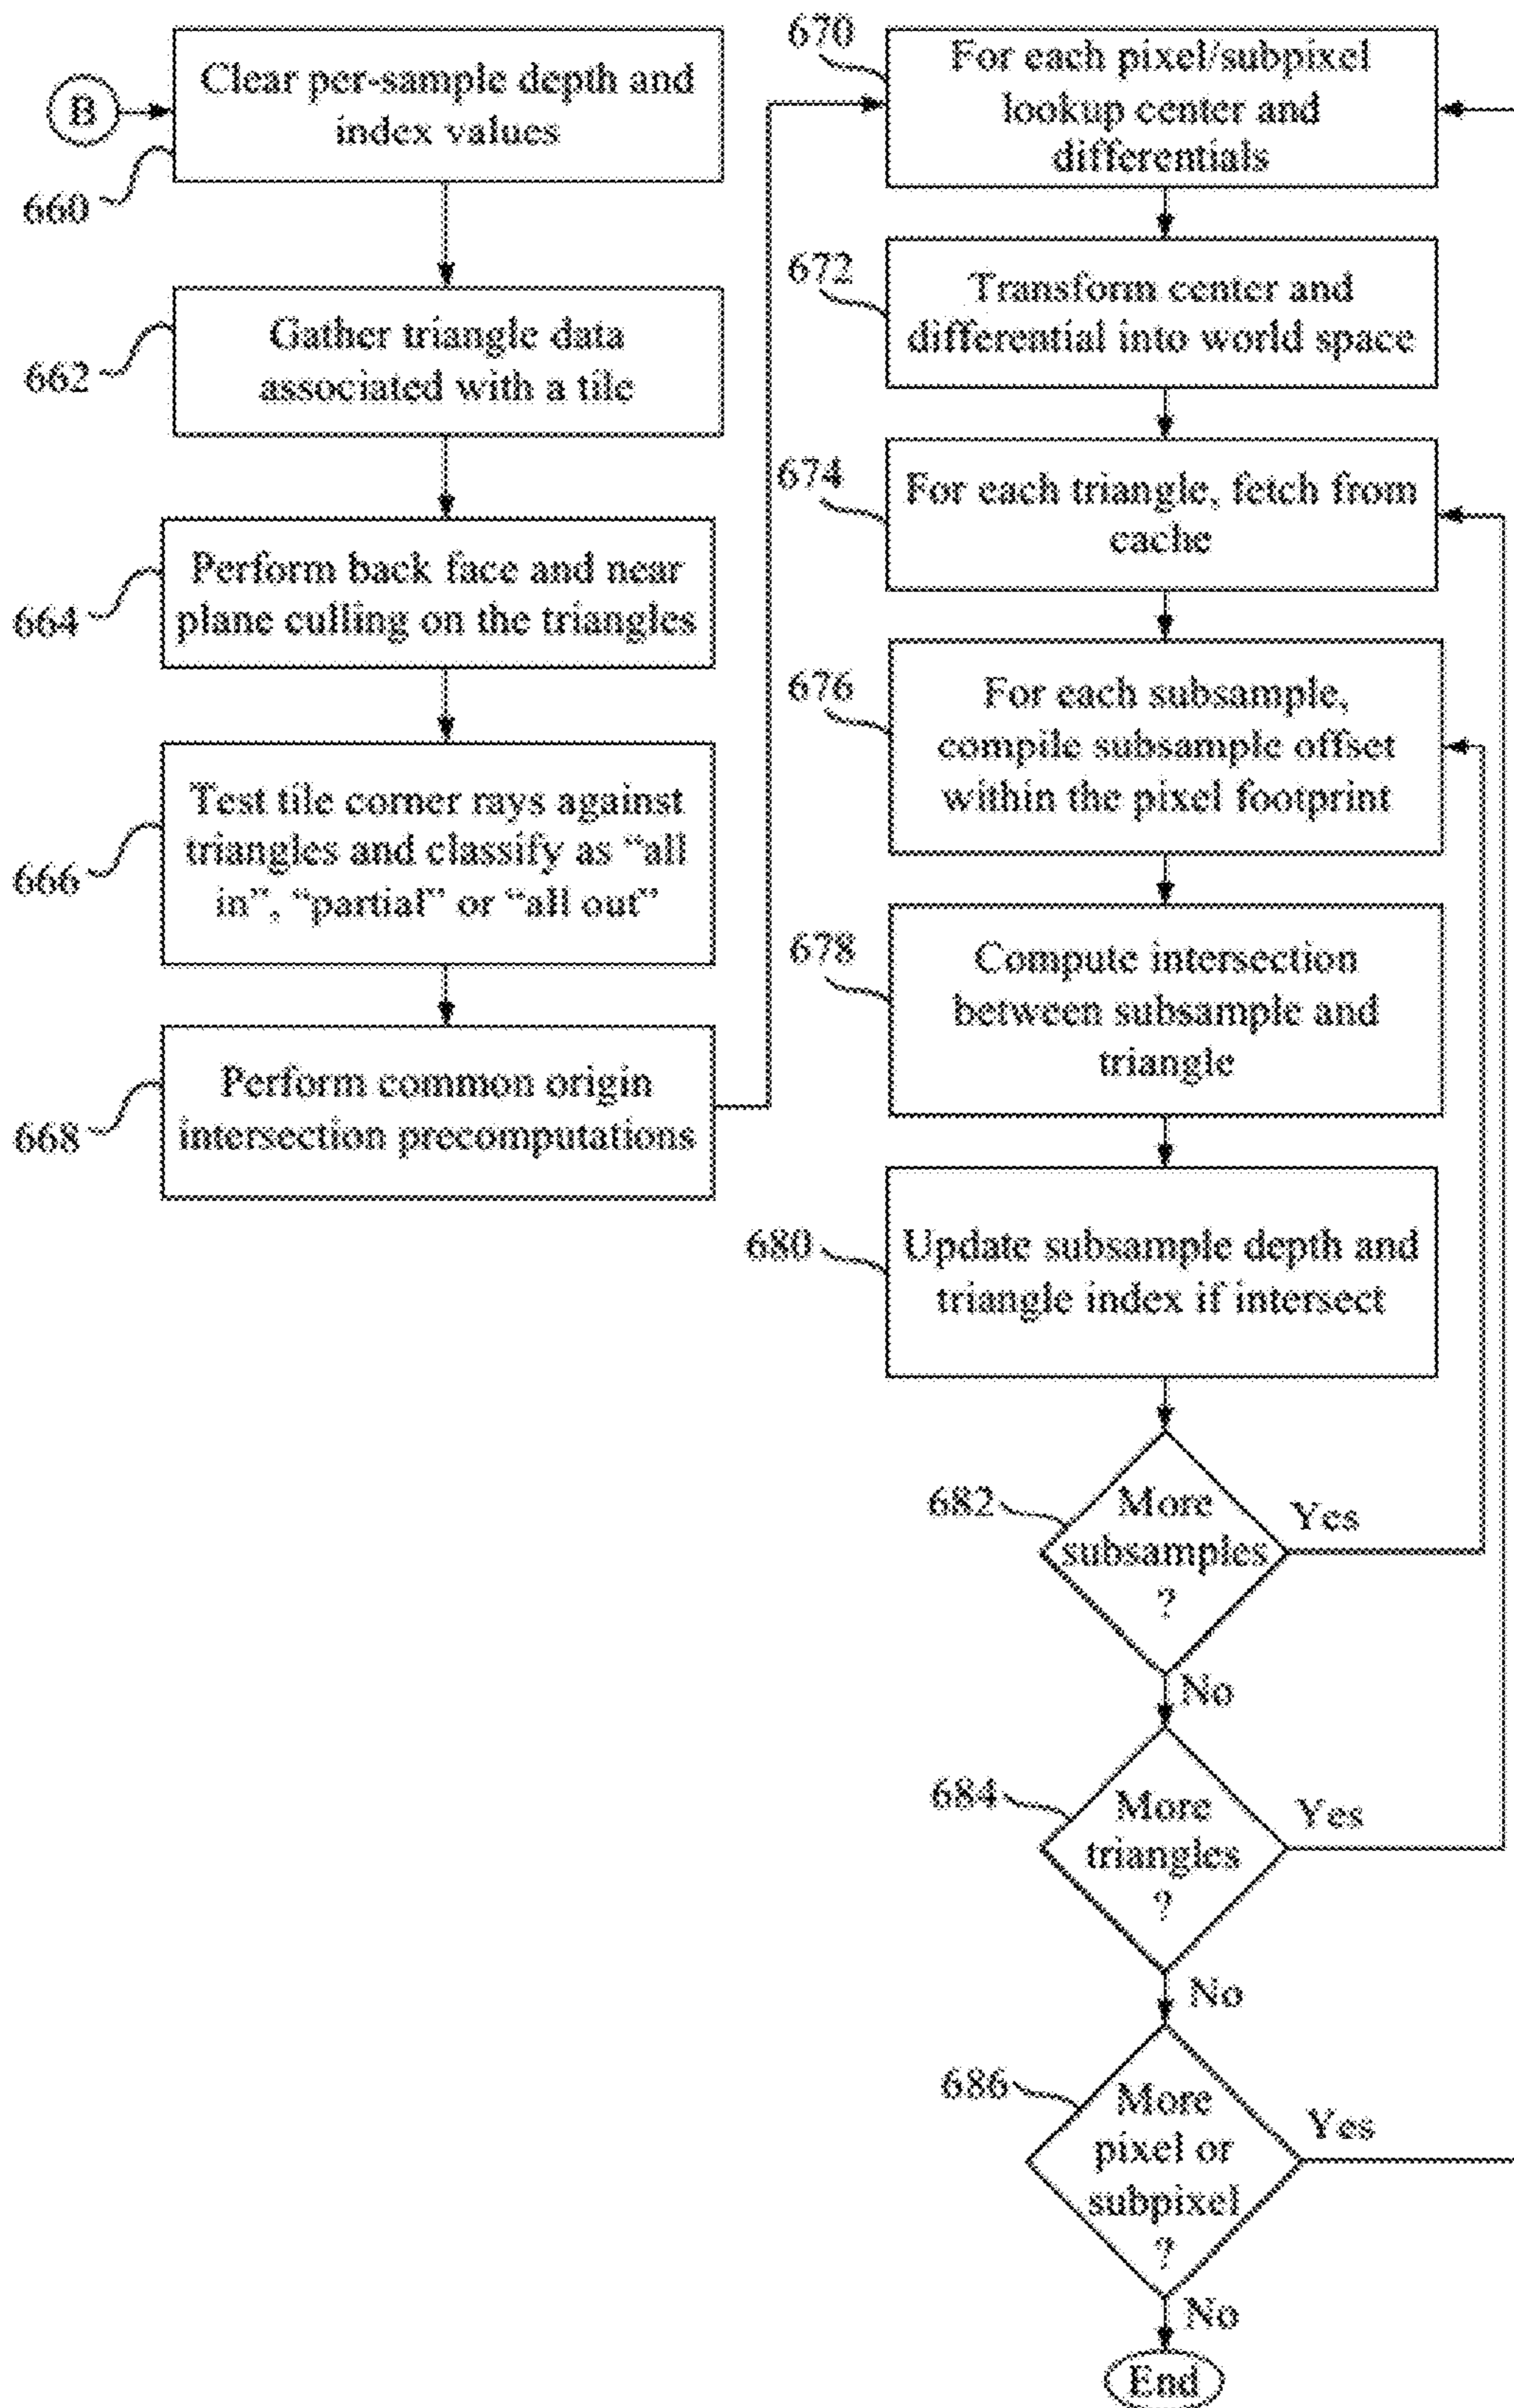 B
Clear per-sample depth and
index values
660
Gather triangle data
associated with a tile
662
Perform back face and near
plane culling on the triangles
664
Test tile corner rays against
triangles and classify as “all
in”, “partial” or “all out”
666
Perform common origin
intersection precomputations
668
670
For each pixel/subpixel
lookup center and
differentials
672
Transform center and
differential into world space
674
For each triangle, fetch from
cache
676
For each subsample,
compile subsample offset
within the pixel footprint
678
Compute intersection
between subsample and
triangle
680
Update subsample depth and
triangle index if intersect
682
More
subsamples
?
Yes
No
684
More
triangles
?
Yes
No
686
More
pixel or
subpixel
?
Yes
No
End